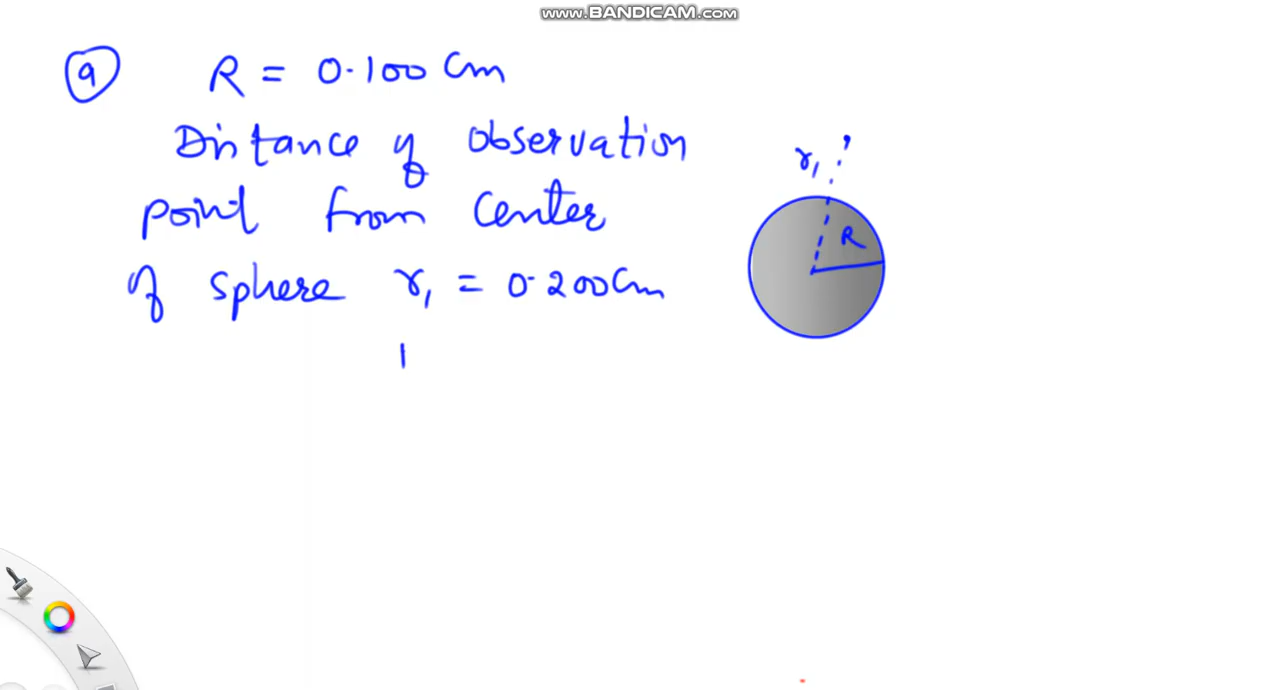 www.BANDICAM.com
a R = 0.100 cm
Distance of observation
point from center
of sphere r₁ = 0.200 cm
r₁
R